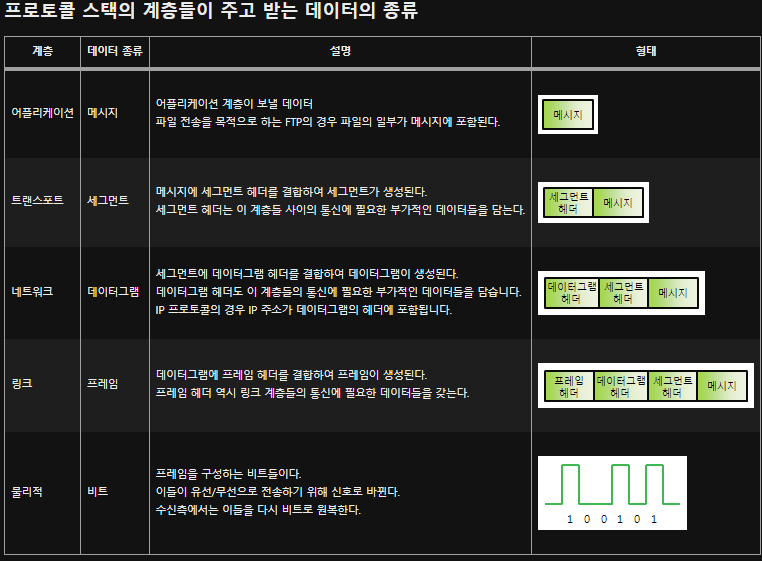 프로토콜 스택의 계층들이 주고 받는 데이터의 종류
계층 데이터 종류 설명 형태
어플리케이션 메시지
어플리케이션 계층이 보낼 데이터
파일 전송을 목적으로 하는 FTP의 경우 파일의 일부가 메시지에 포함된다.
메시지
트랜스포트 세그먼트
메시지에 세그먼트 헤더를 결합하여 세그먼트가 생성된다.
세그먼트 헤더는 이 계층들 사이의 통신에 필요한 부가적인 데이터들을 담는다.
세그먼트 헤더 메시지
네트워크 데이터그램
세그먼트에 데이터그램 헤더를 결합하여 데이터그램이 생성된다.
데이터그램 헤더도 이 계층들의 통신에 필요한 부가적인 데이터들을 담습니다.
IP 프로토콜의 경우 IP 주소가 데이터그램의 헤더에 포함됩니다.
데이터그램 헤더 세그먼트 헤더 메시지
링크 프레임
데이터그램에 프레임 헤더를 결합하여 프레임이 생성된다.
프레임 헤더 역시 링크 계층들의 통신에 필요한 데이터들을 갖는다.
프레임 헤더 데이터그램 헤더 세그먼트 헤더 메시지
물리적 비트
프레임을 구성하는 비트들이다.
이들이 유선/무선으로 전송하기 위해 신호로 바뀐다.
수신측에서는 이들을 다시 비트로 원복한다.
1 0 0 1 0 1